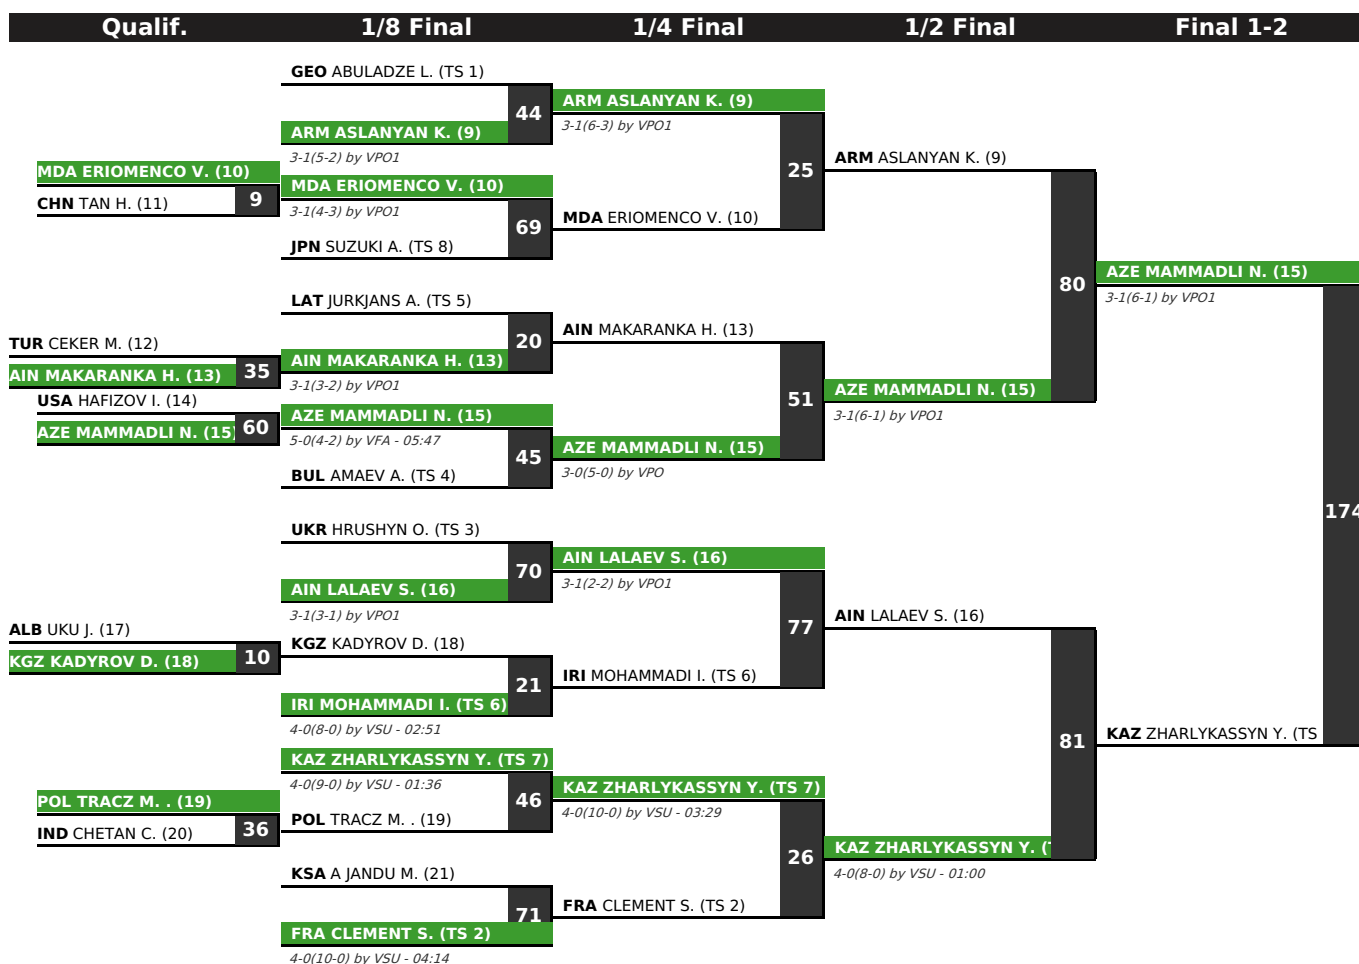 Qualif.
1/8 Final
1/4 Final
1/2 Final
Final 1-2
MDA ERIOMENCO V. (10)
CHN TAN H. (11)
9
TUR CEKER M. (12)
AIN MAKARANKA H. (13)
35
USA HAFIZOV I. (14)
AZE MAMMADLI N. (15)
60
ALB UKU J. (17)
KGZ KADYROV D. (18)
10
POL TRACZ M. . (19)
IND CHETAN C. (20)
36
GEO ABULADZE L. (TS 1)
44
ARM ASLANYAN K. (9)
3-1(5-2) by VPO1
MDA ERIOMENCO V. (10)
3-1(4-3) by VPO1
69
JPN SUZUKI A. (TS 8)
LAT JURKJANS A. (TS 5)
20
AIN MAKARANKA H. (13)
3-1(3-2) by VPO1
AZE MAMMADLI N. (15)
5-0(4-2) by VFA - 05:47
45
BUL AMAEV A. (TS 4)
UKR HRUSHYN O. (TS 3)
70
AIN LALAEV S. (16)
3-1(3-1) by VPO1
KGZ KADYROV D. (18)
21
IRI MOHAMMADI I. (TS 6)
4-0(8-0) by VSU - 02:51
KAZ ZHARLYKASSYN Y. (TS 7)
4-0(9-0) by VSU - 01:36
46
POL TRACZ M. . (19)
KSA A JANDU M. (21)
71
FRA CLEMENT S. (TS 2)
4-0(10-0) by VSU - 04:14
ARM ASLANYAN K. (9)
3-1(6-3) by VPO1
25
MDA ERIOMENCO V. (10)
AIN MAKARANKA H. (13)
51
AZE MAMMADLI N. (15)
3-0(5-0) by VPO
AIN LALAEV S. (16)
3-1(2-2) by VPO1
77
IRI MOHAMMADI I. (TS 6)
KAZ ZHARLYKASSYN Y. (TS 7)
4-0(10-0) by VSU - 03:29
26
FRA CLEMENT S. (TS 2)
ARM ASLANYAN K. (9)
80
AZE MAMMADLI N. (15)
3-1(6-1) by VPO1
AIN LALAEV S. (16)
81
KAZ ZHARLYKASSYN Y. (
4-0(8-0) by VSU - 01:00
AZE MAMMADLI N. (15)
3-1(6-1) by VPO1
174
KAZ ZHARLYKASSYN Y. (TS